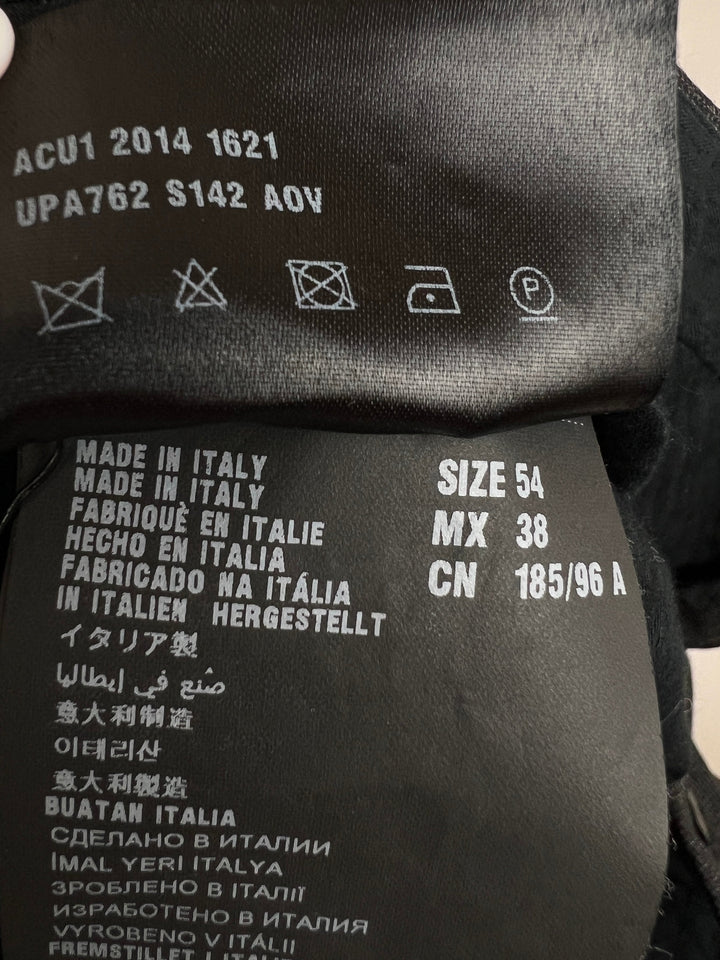 ACU1 2014 1621
UPA762 S142 AOV
P
MADE IN ITALY
MADE IN ITALY
FABRIQUÈ EN ITALIE
HECHO EN ITALIA
FABRICADO NA ITÁLIA
IN ITALIEN HERGESTELLT
イタリア製
صنع في إيطاليا
意大利制造
이테리산
意大利製造
BUATAN ITALIA
СДЕЛАНО В ИТАЛИИ
İMAL YERİ ITALYA
ЗРОБЛЕНО В ІТАЛІЇ
ИЗРАБОТЕНО В ИТАЛИЯ
VYROBENO V ITÁLII
FREMSTILLET I
SIZE 54
MX 38
CN 185/96 A